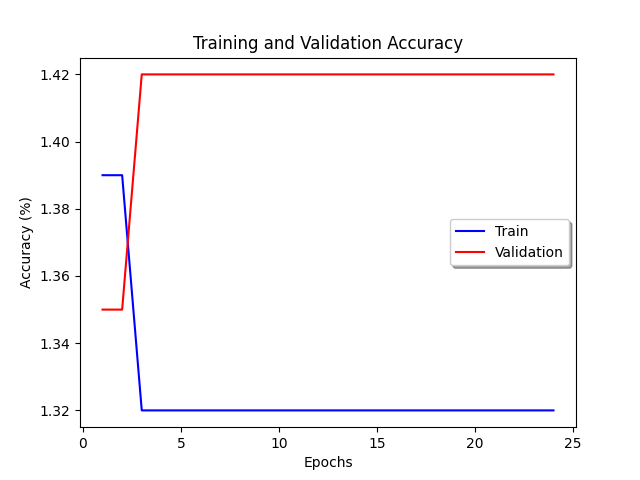 Training and Validation Accuracy
1.42
1.40
1.38
1.36
1.34
1.32
Accuracy (%)
Train
Validation
0
5
10
15
20
25
Epochs